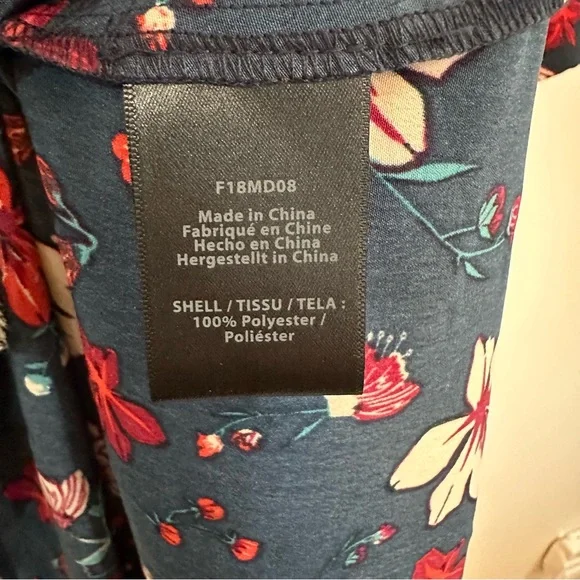 F18MD08
Made in China
Fabriqué en Chine
Hecho en China
Hergestellt in China
SHELL / TISSU / TELA :
100% Polyester /
Poliéster